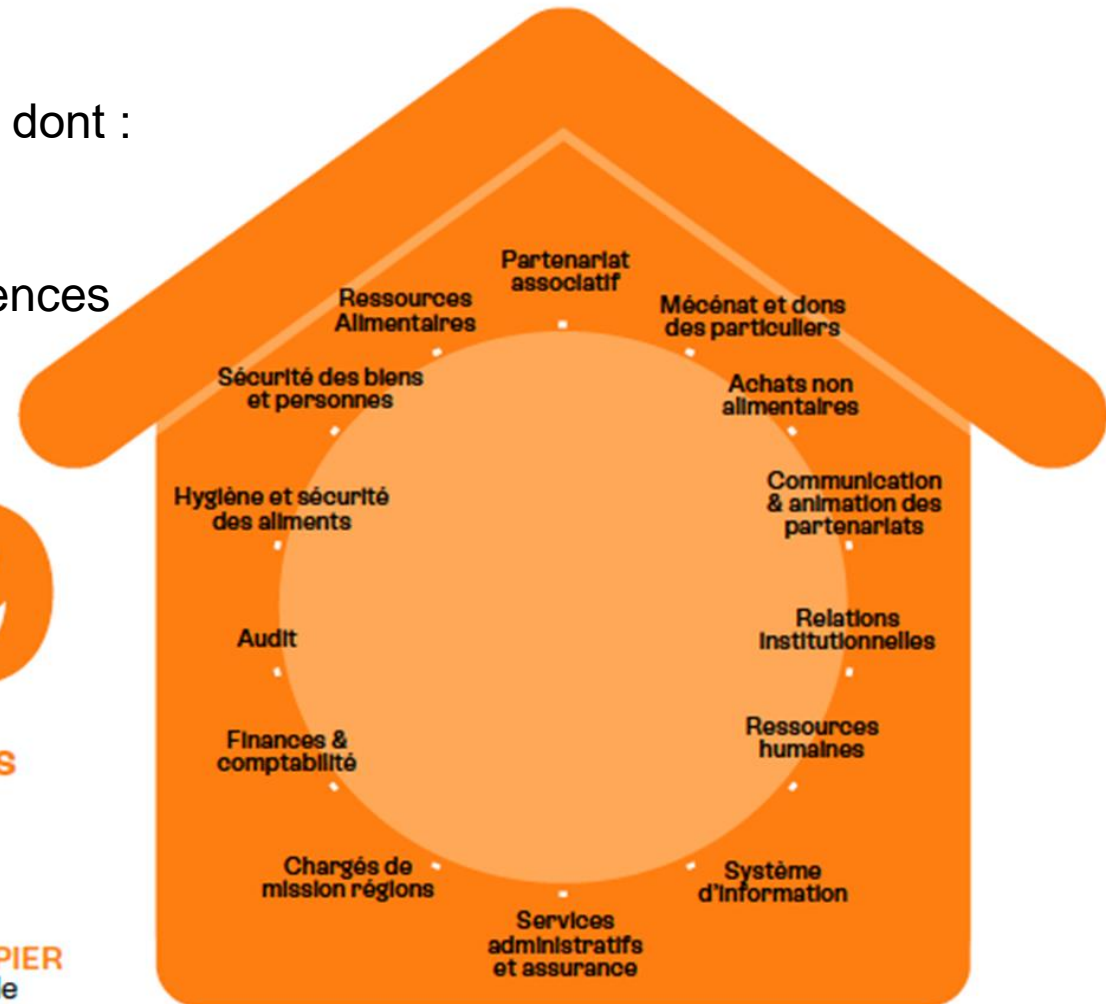 dont :
ences
Partenariat
associatif
Ressources
Alimentaires
Mécénat et dons
des particuliers
Sécurité des biens
et personnes
Achats non
alimentaires
Hygiène et sécurité
des aliments
Communication
& animation des
partenariats
9
Audit
Relations
institutionnelles
Finances &
comptabilité
Ressources
humaines
s
Chargés de
mission régions
Système
d'information
Services
administratifs
et assurance
PIER
le